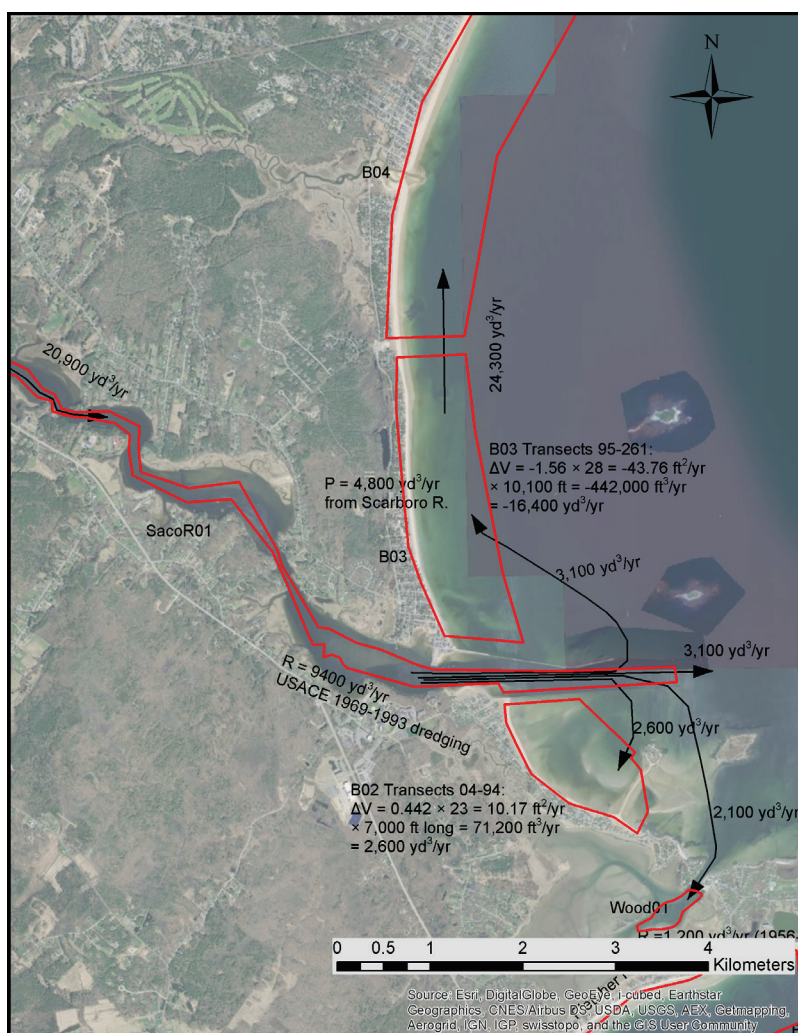 N
B04
20,900 yd³/yr
24,300 yd³/yr
B03 Transects 95-261:
ΔV = -1.56 × 28 = -43.76 ft²/yr
× 10,100 ft = -442,000 ft³/yr
= -16,400 yd³/yr
P = 4,800 yd³/yr
from Scarboro R.
SacoR01
B03
3,100 yd³/yr
3,100 yd³/yr
R = 9400 yd³/yr
USACE 1969-1993 dredging
2,600 yd³/yr
B02 Transects 04-94:
ΔV = 0.442 × 23 = 10.17 ft²/yr
× 7,000 ft long = 71,200 ft³/yr
= 2,600 yd³/yr
2,100 yd³/yr
Wood01
R =1,200 yd³/yr (1956-
0 0.5 1 2 3 4
Kilometers
Source: Esri, DigitalGlobe, GeoEye, i-cubed, Earthstar
Geographics, CNES/Airbus DS, USDA, USGS, AEX, Getmapping,
Aerogrid, IGN, IGP, swisstopo, and the GIS User Community